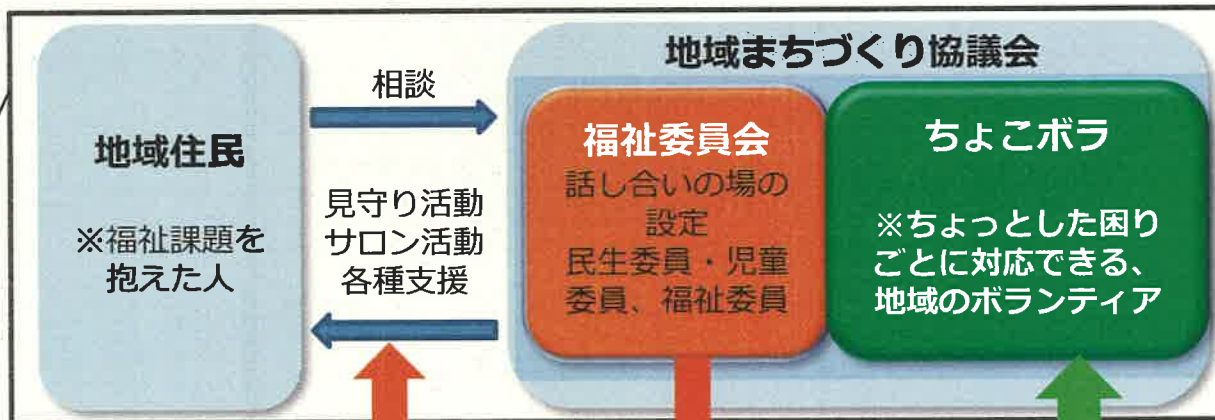 地域住民
※福祉課題を
抱えた人
相談
見守り活動
サロン活動
各種支援
地域まちづくり協議会
福祉委員会
話し合いの場の
設定
民生委員・児童
委員、福祉委員
ちょこボラ
※ちょっとした困り
ごとに対応できる、
地域のボランティア